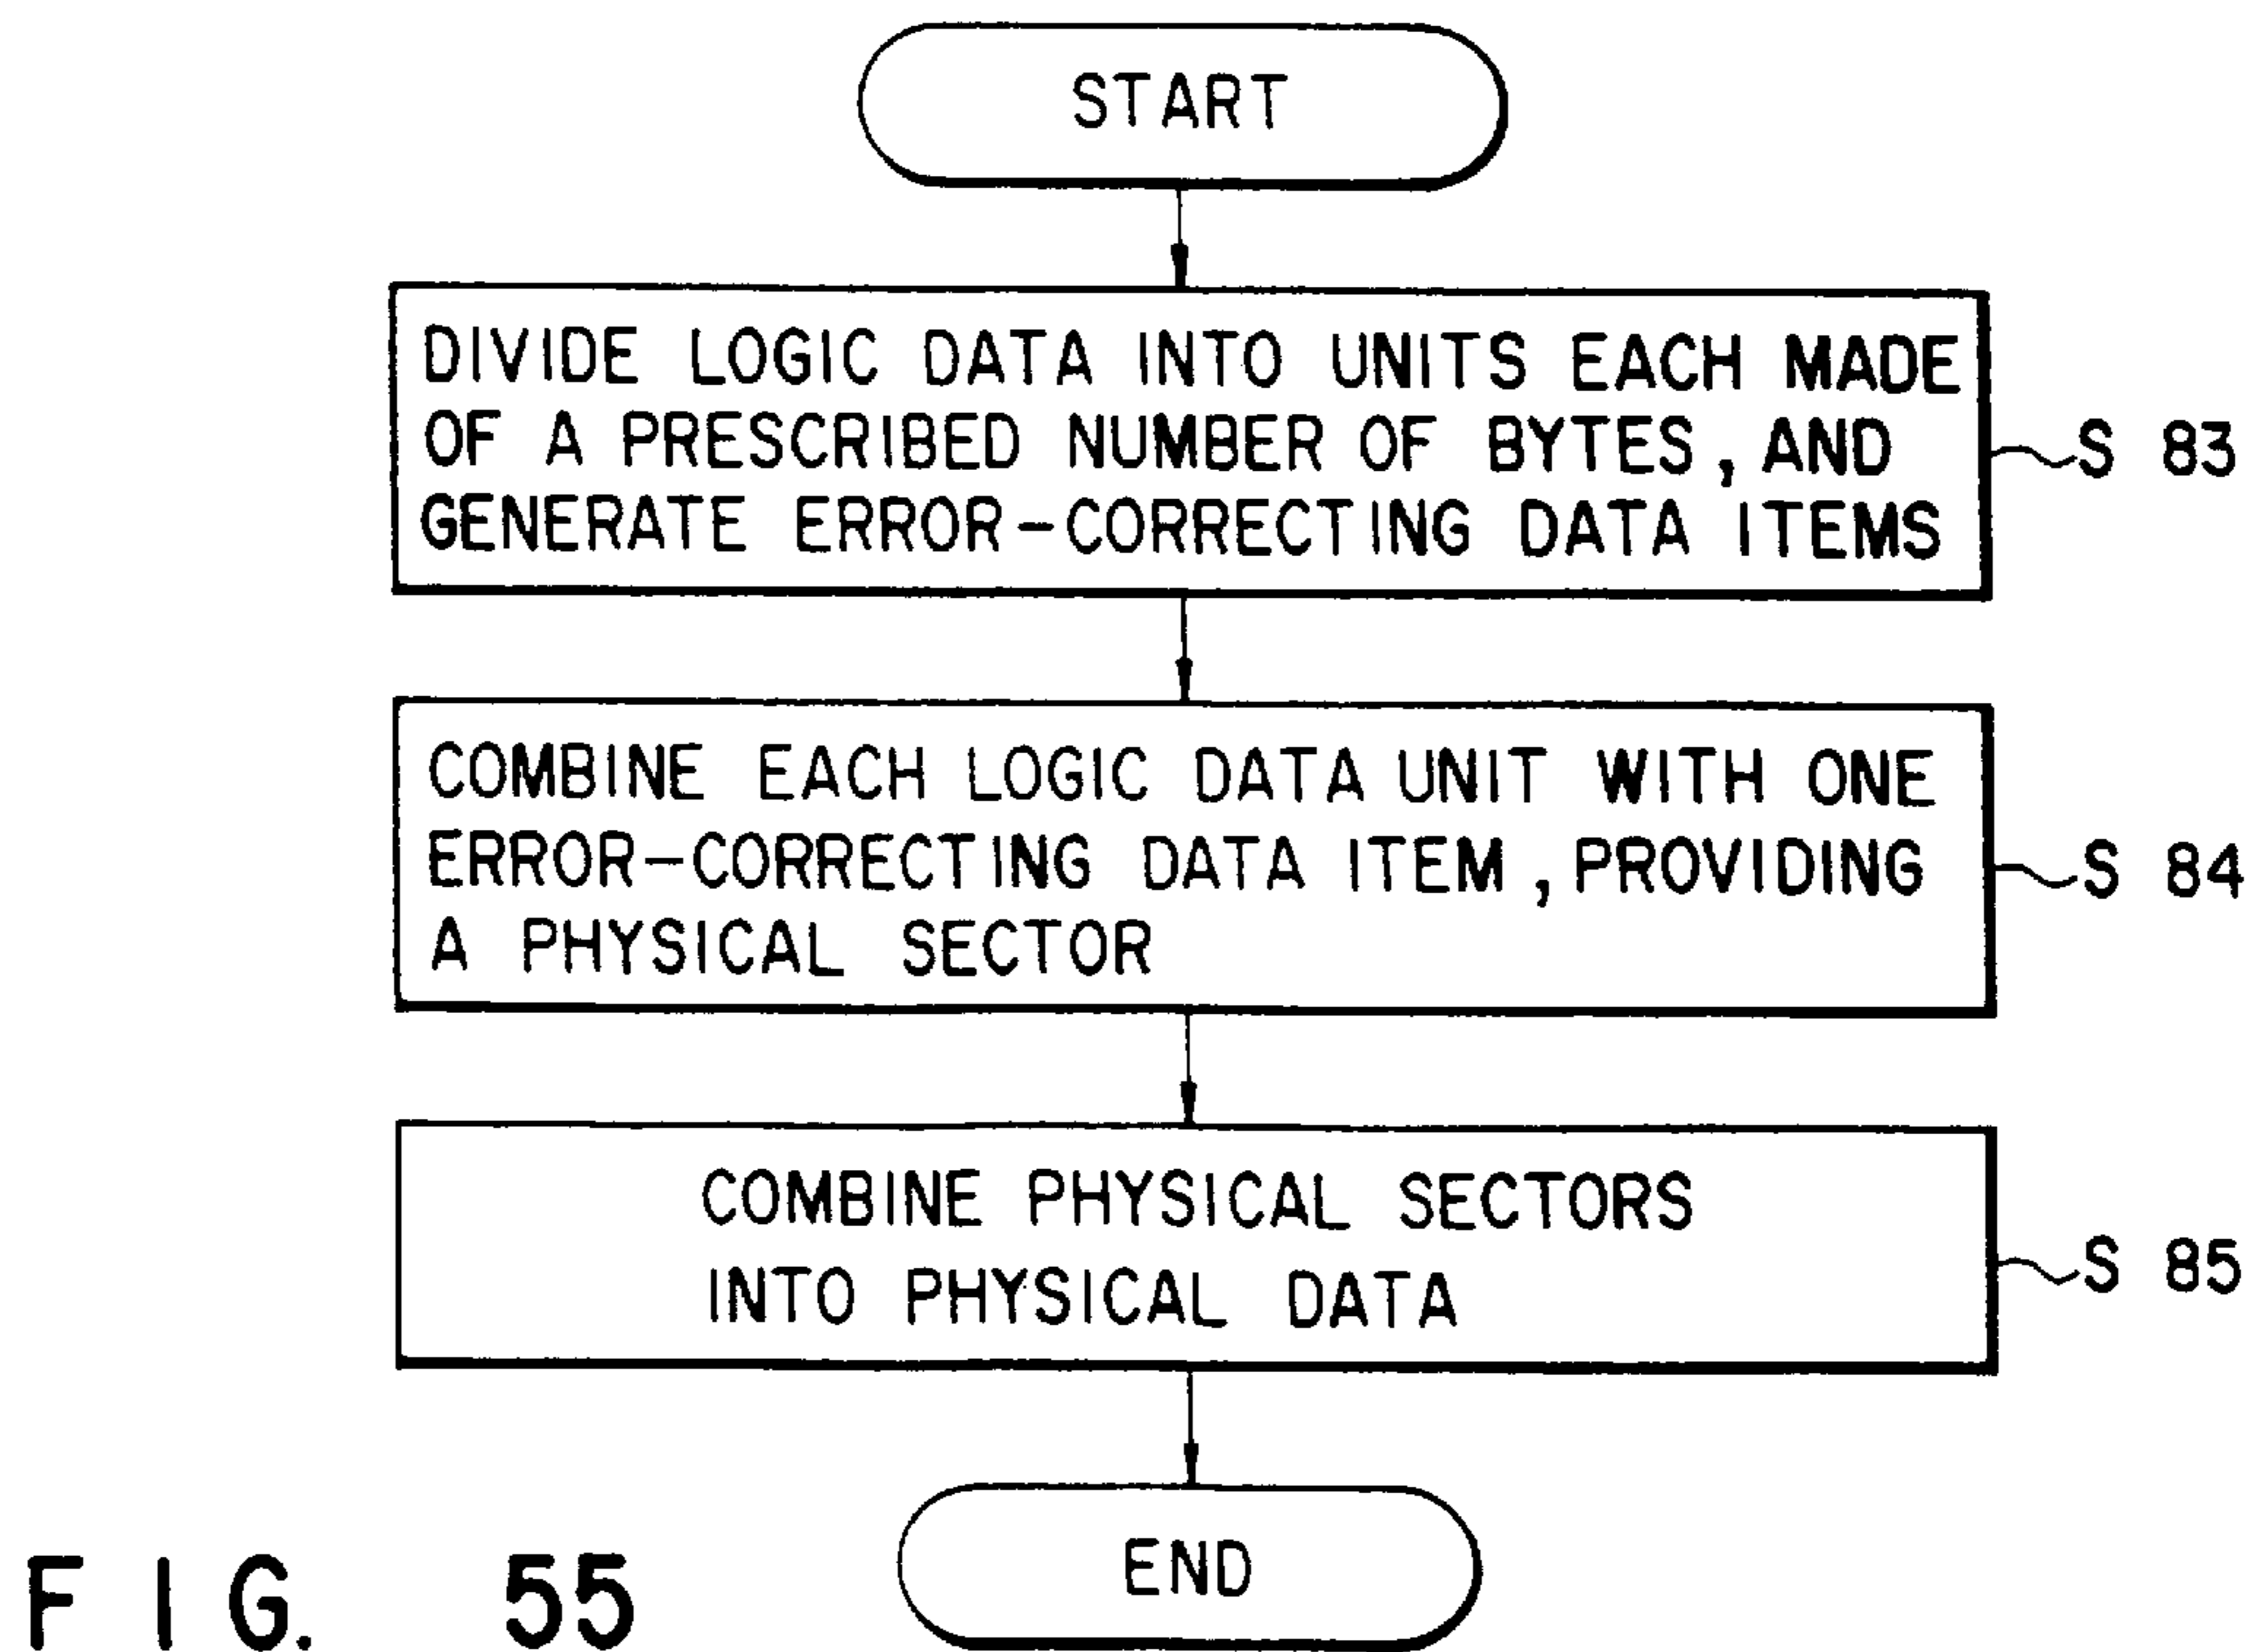 START
DIVIDE LOGIC DATA INTO UNITS EACH MADE
OF A PRESCRIBED NUMBER OF BYTES, AND
GENERATE ERROR-CORRECTING DATA ITEMS
S 83
COMBINE EACH LOGIC DATA UNIT WITH ONE
ERROR-CORRECTING DATA ITEM, PROVIDING
A PHYSICAL SECTOR
S 84
COMBINE PHYSICAL SECTORS
INTO PHYSICAL DATA
S 85
END
FIG. 55